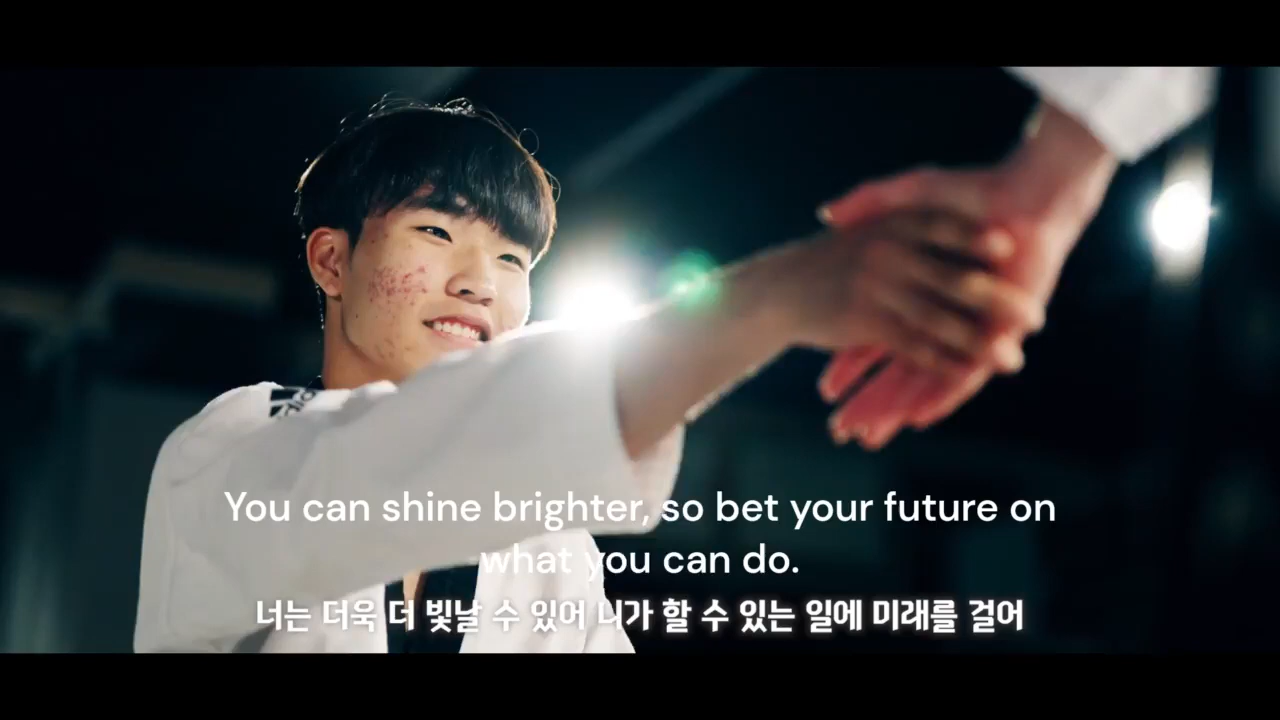 You can shine brighter, so bet your future on
what you can do.
너는 더욱 더 빛날 수 있어 니가 할 수 있는 일에 미래를 걸어